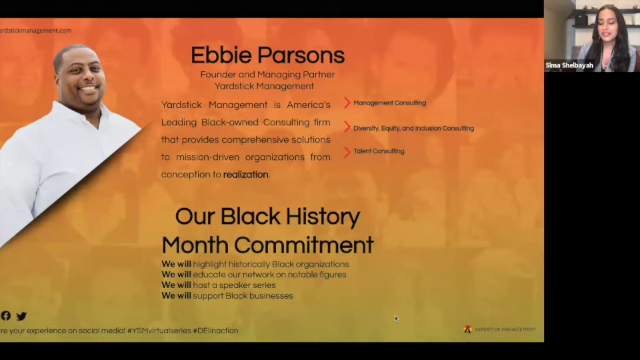 ardstickmanagement.com
Ebbie Parsons
Founder and Managing Partner
Yardstick Management
Yardstick Management is America's
Leading Black-owned Consulting firm
that provides comprehensive solutions
to mission-driven organizations from
conception to realization.
Management Consulting
Diversity, Equity, and Inclusion Consulting
Talent Consulting
Our Black History
Month Commitment
We will highlight historically Black organizations
We will educate our network on notable figures
We will host a speaker series
We will support Black businesses
re your experience on social media! #YSMvirtualseries #DEIinaction
YARDSTICK MANAGEMENT
Sima Shelbayah